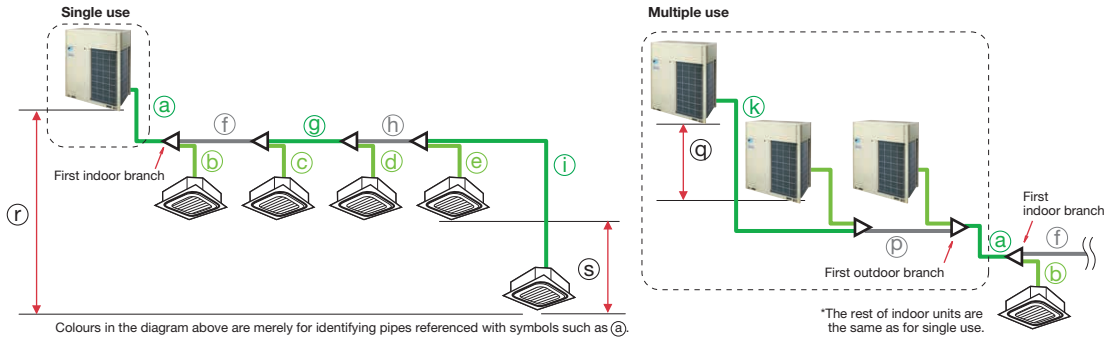 Single use
ⓐ
ⓕ
ⓖ
ⓗ
ⓑ
ⓒ
ⓓ
ⓔ
ⓘ
First indoor branch
ⓡ
ⓢ
Colours in the diagram above are merely for identifying pipes referenced with symbols such as ⓐ.
Multiple use
ⓚ
ⓠ
ⓟ
First outdoor branch
First
indoor branch
ⓐ
ⓕ
ⓑ
*The rest of indoor units are
the same as for single use.